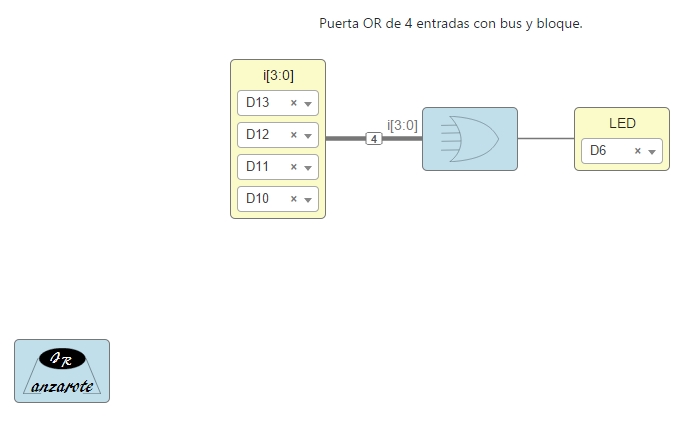 Puerta OR de 4 entradas con bus y bloque.
i[3:0]
D13 ×
D12 ×
D11 ×
D10 ×
4
i[3:0]
LED
D6 ×
JR
anzarote